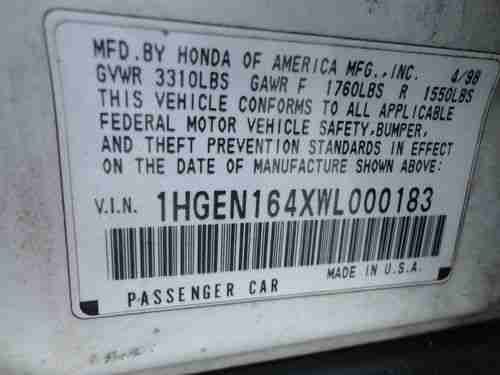 MFD.BY HONDA OF AMERICA MFG.,INC. 4/98
GVWR 3310LBS GAWR F 1760LBS R 1550LBS
THIS VEHICLE CONFORMS TO ALL APPLICABLE
FEDERAL MOTOR VEHICLE SAFETY,BUMPER,
AND THEFT PREVENTION STANDARDS IN EFFECT
ON THE DATE OF MANUFACTURE SHOWN ABOVE:
V.I.N. 1HGEN164XWL000183
PASSENGER CAR MADE IN U.S.A.